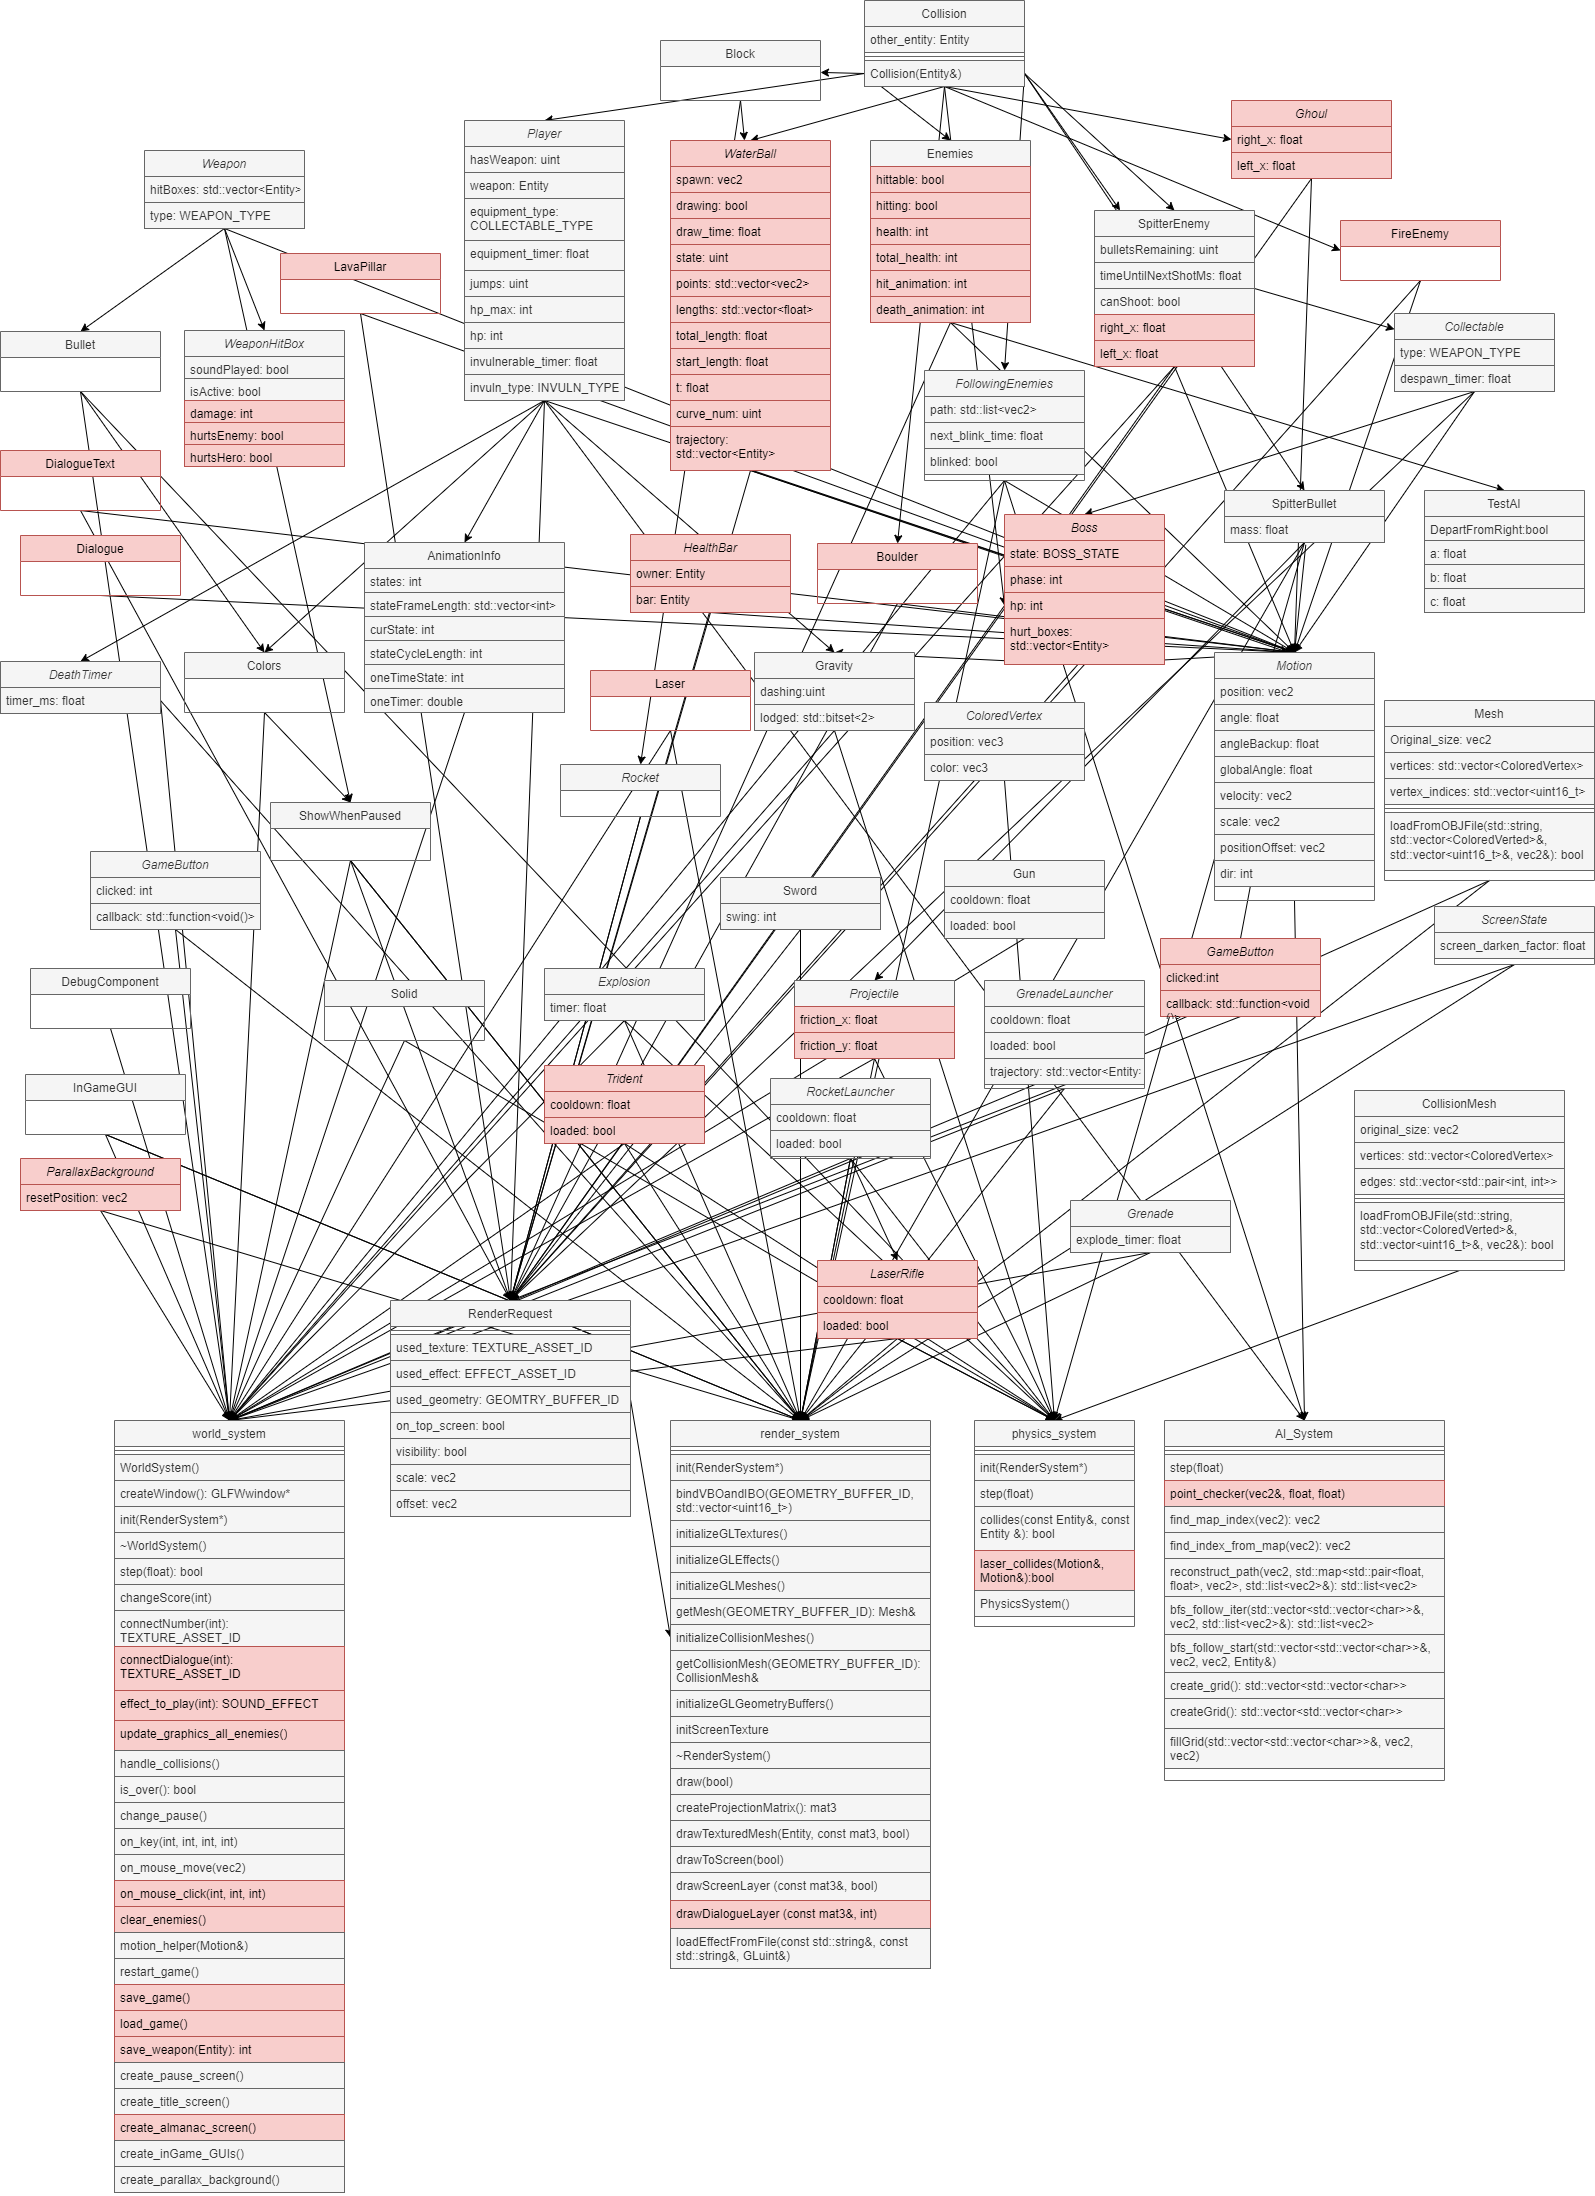 Collision
other_entity: Entity
Collision(Entity&)
Block
Ghoul
right_x: float
left_x: float
Player
hasWeapon: uint
weapon: Entity
equipment_type:
COLLECTABLE_TYPE
equipment_timer: float
jumps: uint
hp_max: int
hp: int
invulnerable_timer: float
invuln_type: INVULN_TYPE
WaterBall
spawn: vec2
drawing: bool
draw_time: float
state: uint
points: std::vector<vec2>
lengths: std::vector<float>
total_length: float
start_length: float
t: float
curve_num: uint
trajectory:
std::vector<Entity>
Enemies
hittable: bool
hitting: bool
health: int
total_health: int
hit_animation: int
death_animation: int
Weapon
hitBoxes: std::vector<Entity>
type: WEAPON_TYPE
SpitterEnemy
bulletsRemaining: uint
timeUntilNextShotMs: float
canShoot: bool
right_x: float
left_x: float
FireEnemy
LavaPillar
Collectable
type: WEAPON_TYPE
despawn_timer: float
Bullet
WeaponHitBox
soundPlayed: bool
isActive: bool
damage: int
hurtsEnemy: bool
hurtsHero: bool
FollowingEnemies
path: std::list<vec2>
next_blink_time: float
blinked: bool
DialogueText
SpitterBullet
mass: float
TestAI
DepartFromRight:bool
a: float
b: float
c: float
Boss
state: BOSS_STATE
phase: int
hp: int
hurt_boxes:
std::vector<Entity>
Dialogue
AnimationInfo
states: int
stateFrameLength: std::vector<int>
curState: int
stateCycleLength: int
oneTimeState: int
oneTimer: double
HealthBar
owner: Entity
bar: Entity
Boulder
DeathTimer
timer_ms: float
Colors
Laser
Gravity
dashing:uint
lodged: std::bitset<2>
Motion
position: vec2
angle: float
angleBackup: float
globalAngle: float
velocity: vec2
scale: vec2
positionOffset: vec2
dir: int
ColoredVertex
position: vec3
color: vec3
Mesh
Original_size: vec2
vertices: std::vector<ColoredVertex>
vertex_indices: std::vector<uint16_t>
loadFromOBJFile(std::string,
std::vector<ColoredVerted>&,
std::vector<uint16_t>&, vec2&): bool
Rocket
ShowWhenPaused
GameButton
clicked: int
callback: std::function<void()>
Sword
swing: int
Gun
cooldown: float
loaded: bool
ScreenState
screen_darken_factor: float
GameButton
clicked:int
callback: std::function<void
()>
DebugComponent
Solid
Explosion
timer: float
Projectile
friction_x: float
friction_y: float
GrenadeLauncher
cooldown: float
loaded: bool
trajectory: std::vector<Entity>
InGameGUI
Trident
cooldown: float
loaded: bool
RocketLauncher
cooldown: float
loaded: bool
CollisionMesh
original_size: vec2
vertices: std::vector<ColoredVertex>
edges: std::vector<std::pair<int, int>>
loadFromOBJFile(std::string,
std::vector<ColoredVerted>&,
std::vector<uint16_t>&, vec2&): bool
ParallaxBackground
resetPosition: vec2
Grenade
explode_timer: float
LaserRifle
cooldown: float
loaded: bool
RenderRequest
used_texture: TEXTURE_ASSET_ID
used_effect: EFFECT_ASSET_ID
used_geometry: GEOMTRY_BUFFER_ID
on_top_screen: bool
visibility: bool
scale: vec2
offset: vec2
world_system
WorldSystem()
createWindow(): GLFWwindow*
init(RenderSystem*)
~WorldSystem()
step(float): bool
changeScore(int)
connectNumber(int):
TEXTURE_ASSET_ID
connectDialogue(int):
TEXTURE_ASSET_ID
effect_to_play(int): SOUND_EFFECT
update_graphics_all_enemies()
handle_collisions()
is_over(): bool
change_pause()
on_key(int, int, int, int)
on_mouse_move(vec2)
on_mouse_click(int, int, int)
clear_enemies()
motion_helper(Motion&)
restart_game()
save_game()
load_game()
save_weapon(Entity): int
create_pause_screen()
create_title_screen()
create_almanac_screen()
create_inGame_GUIs()
create_parallax_background()
render_system
init(RenderSystem*)
bindVBOandIBO(GEOMETRY_BUFFER_ID,
std::vector<uint16_t>)
initializeGLTextures()
initializeGLEffects()
initializeGLMeshes()
getMesh(GEOMETRY_BUFFER_ID): Mesh&
initializeCollisionMeshes()
getCollisionMesh(GEOMETRY_BUFFER_ID):
CollisionMesh&
initializeGLGeometryBuffers()
initScreenTexture
~RenderSystem()
draw(bool)
createProjectionMatrix(): mat3
drawTexturedMesh(Entity, const mat3, bool)
drawToScreen(bool)
drawScreenLayer (const mat3&, bool)
drawDialogueLayer (const mat3&, int)
loadEffectFromFile(const std::string&, const
std::string&, GLuint&)
physics_system
init(RenderSystem*)
step(float)
collides(const Entity&, const
Entity &): bool
laser_collides(Motion&,
Motion&):bool
PhysicsSystem()
AI_System
step(float)
point_checker(vec2&, float, float)
find_map_index(vec2): vec2
find_index_from_map(vec2): vec2
reconstruct_path(vec2, std::map<std::pair<float,
float>, vec2>, std::list<vec2>&): std::list<vec2>
bfs_follow_iter(std::vector<std::vector<char>>&,
vec2, std::list<vec2>&): std::list<vec2>
bfs_follow_start(std::vector<std::vector<char>>&,
vec2, vec2, Entity&)
create_grid(): std::vector<std::vector<char>>
createGrid(): std::vector<std::vector<char>>
fillGrid(std::vector<std::vector<char>>&, vec2,
vec2)